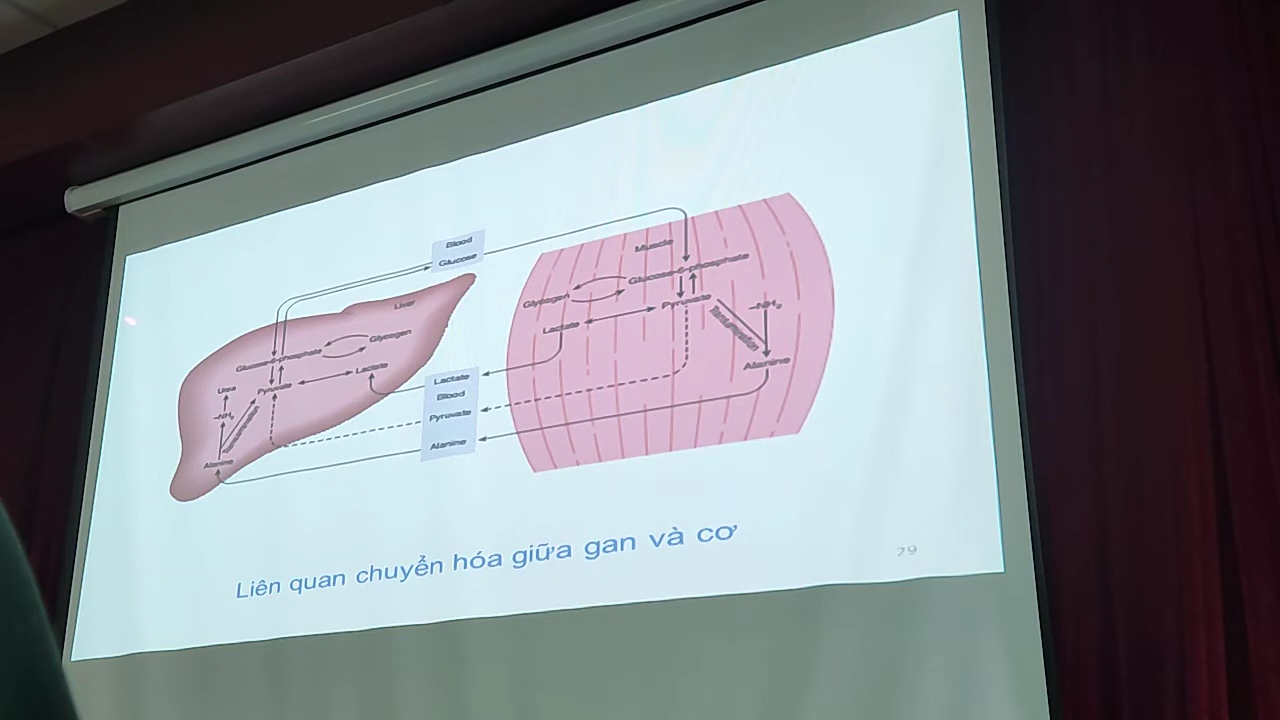 Blood
Glucose
Liver
Glycogen
Glucose-6-phosphate
Urea
Pyruvate
Lactate
-NH₂
Alanine
Lactate
Blood
Pyruvate
Alanine
Muscle
Glucose-6-phosphate
Glycogen
Pyruvate
Lactate
-NH₂
Alanine
Liên quan chuyển hóa giữa gan và cơ
29